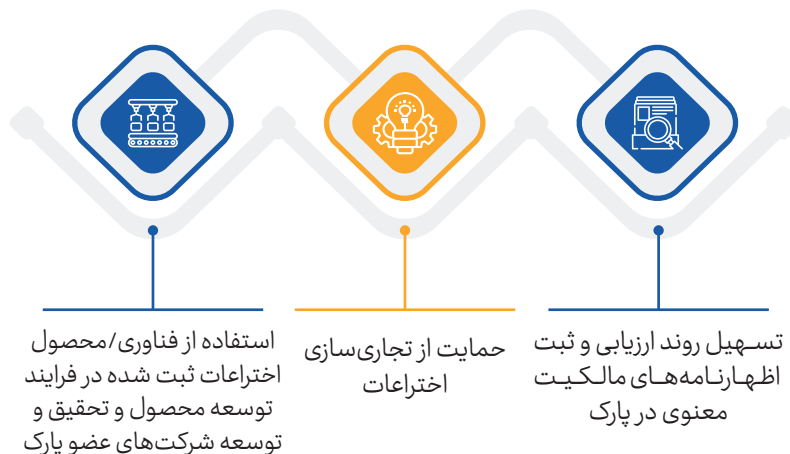 تسهیل روند ارزیابی و ثبت
اظهارنامه‌های مالکیت
معنوی در پارک
حمایت از تجاری‌سازی
اختراعات
استفاده از فناوری/محصول
اختراعات ثبت شده در فرایند
توسعه محصول و تحقیق و
توسعه شرکت‌های عضو پارک